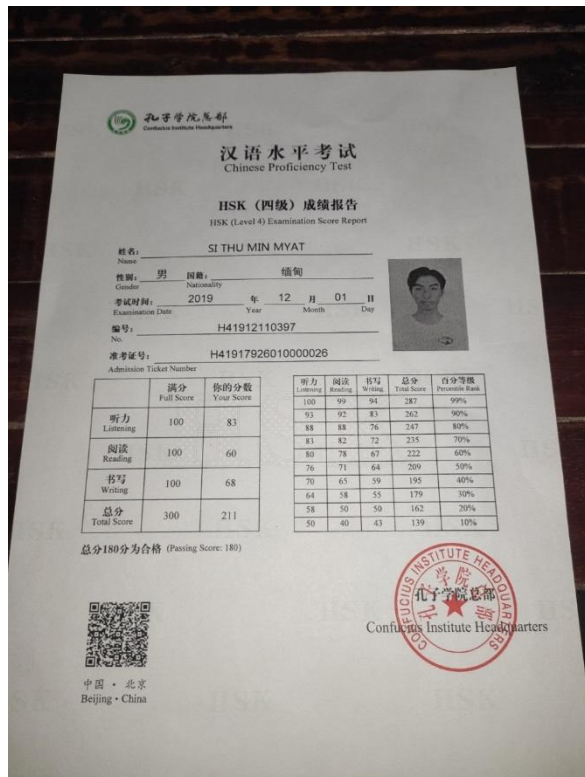 孔子学院总部
Confucius Institute Headquarters
汉语水平考试
Chinese Proficiency Test
HSK（四级）成绩报告
HSK (Level 4) Examination Score Report
姓名： SI THU MIN MYAT
Name
性别： 男 国籍： 缅甸
Gender Nationality
考试时间： 2019 年 12 月 01 日
Examination Date Year Month Day
编号： H41912110397
No.
准考证号： H41917926010000026
Admission Ticket Number
满分 你的分数
Full Score Your Score
听力 100 83
Listening
阅读 100 60
Reading
书写 100 68
Writing
总分 300 211
Total Score
听力 阅读 书写 总分 百分等级
Listening Reading Writing Total Score Percentile Rank
100 99 94 287 99%
93 92 83 262 90%
88 88 76 247 80%
83 82 72 235 70%
80 78 67 222 60%
76 71 64 209 50%
70 65 59 195 40%
64 58 55 179 30%
58 50 50 162 20%
50 40 43 139 10%
总分180分为合格 (Passing Score: 180)
CONFUCIUS INSTITUTE HEADQUARTERS
孔子学院总部
孔子学院总部
Confucius Institute Headquarters
中国・北京
Beijing・China
HSK
HSK
HSK